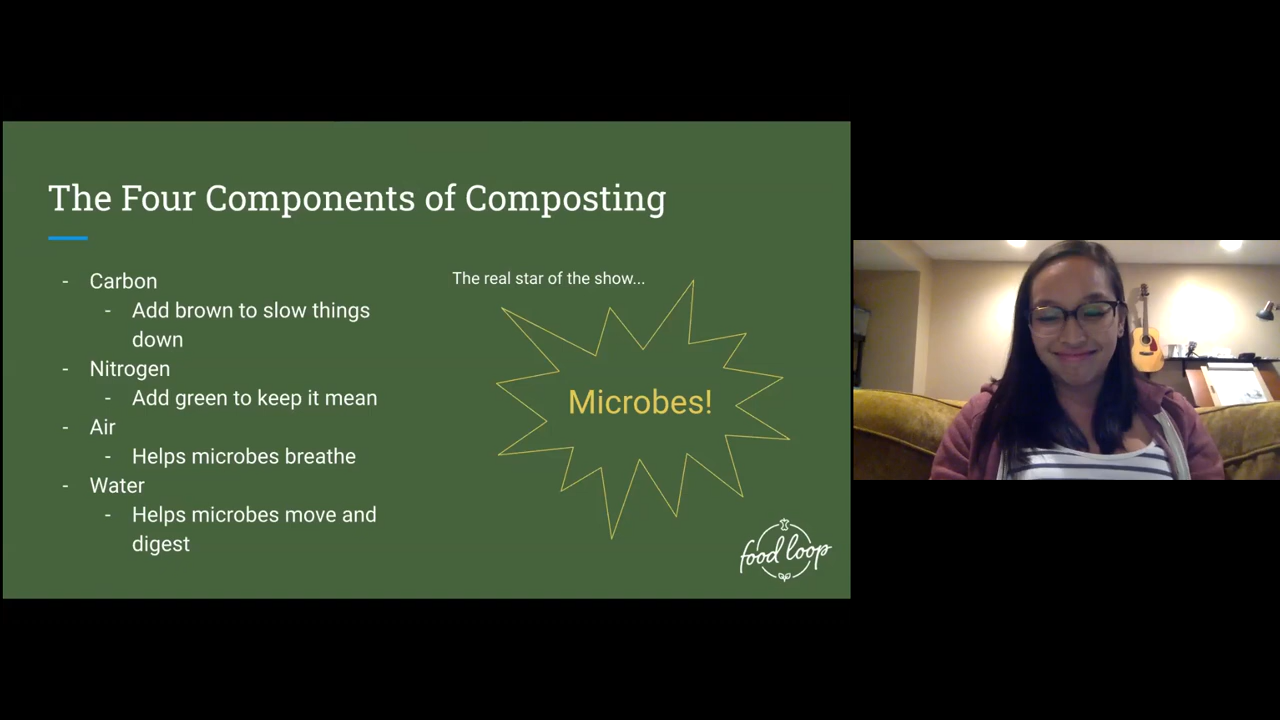 The Four Components of Composting
- Carbon
- Add brown to slow things
down
- Nitrogen
- Add green to keep it mean
- Air
- Helps microbes breathe
- Water
- Helps microbes move and
digest
The real star of the show...
Microbes!
food loop